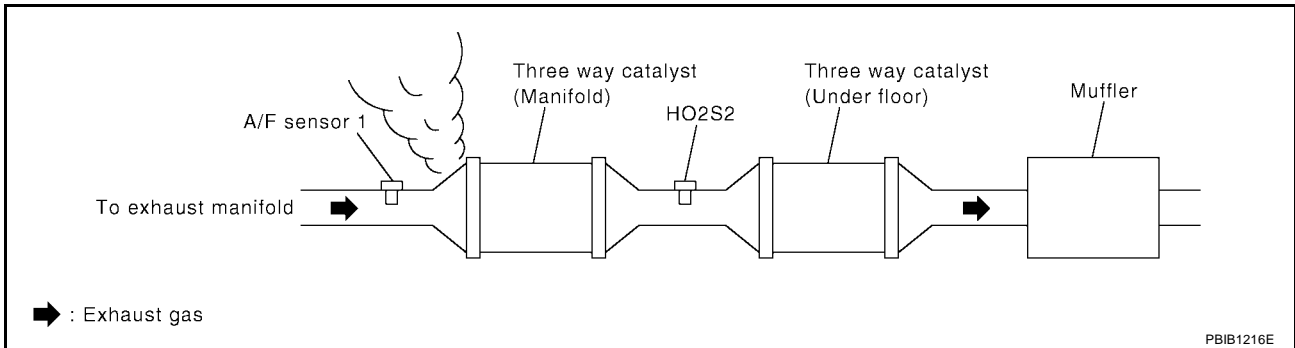 Three way catalyst
(Manifold)
Three way catalyst
(Under floor)
Muffler
A/F sensor 1
HO2S2
To exhaust manifold
: Exhaust gas
PBIB1216E